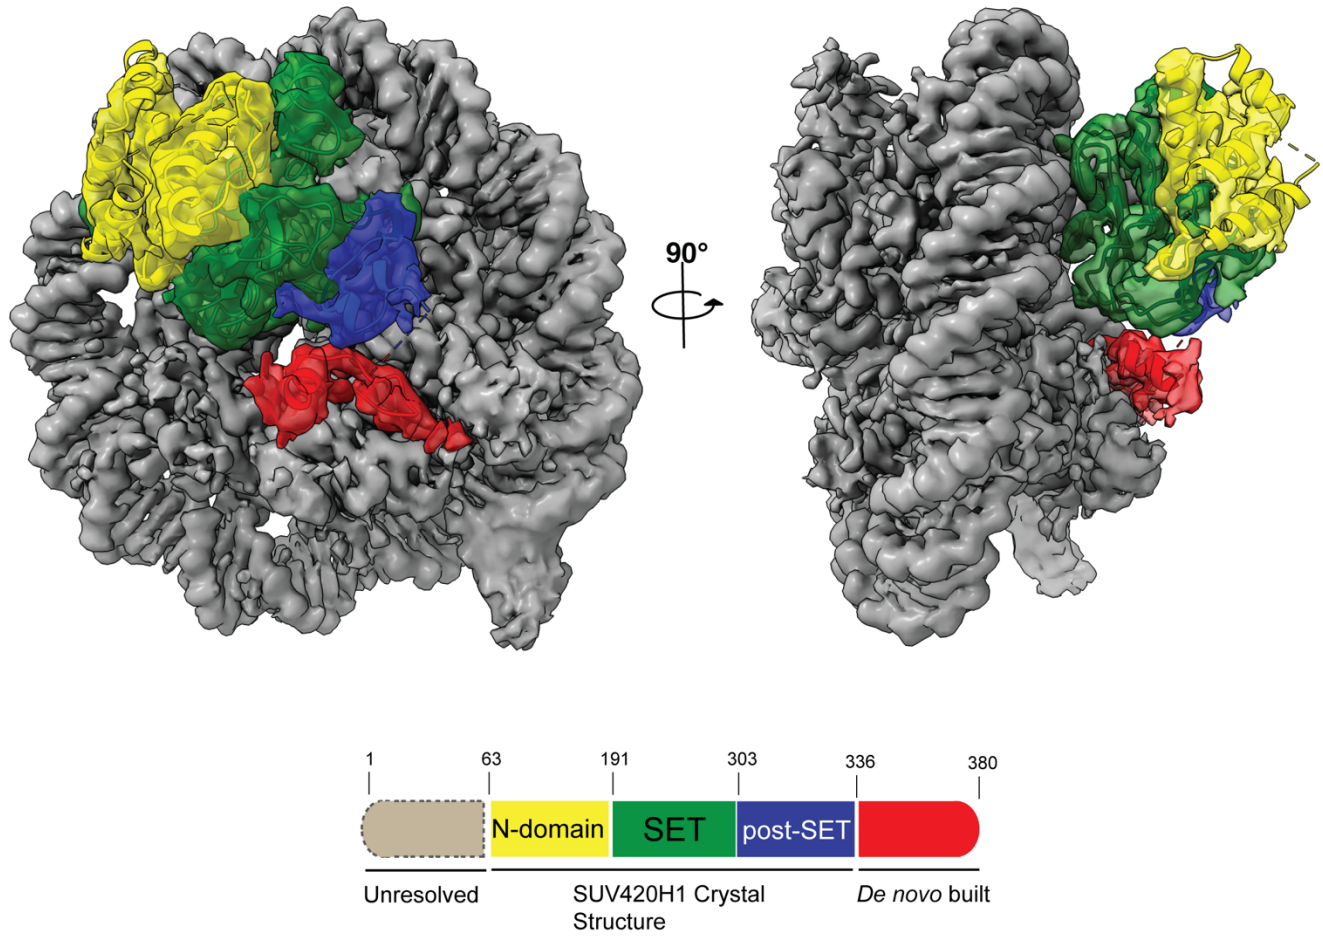 90°
1 63 191 303 336 380
N-domain SET post-SET
Unresolved SUV420H1 Crystal De novo built
Structure